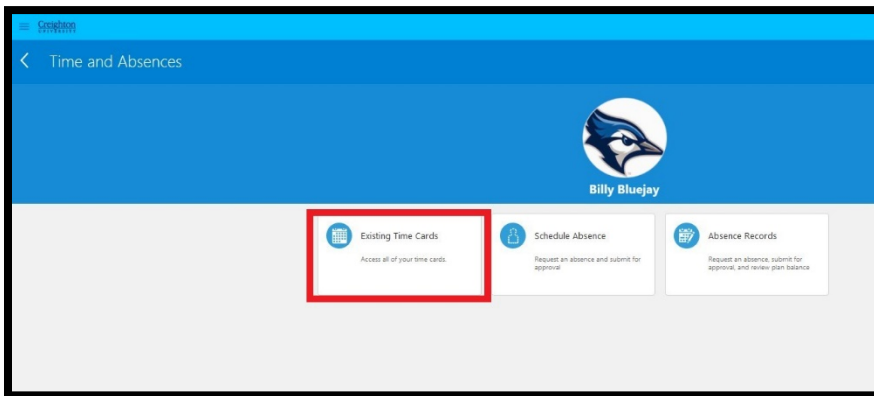 Creighton
UNIVERSITY
Time and Absences
Billy Bluejay
Existing Time Cards
Access all of your time cards.
Schedule Absence
Request an absence and submit for
approval
Absence Records
Request an absence, submit for
approval, and review plan balance